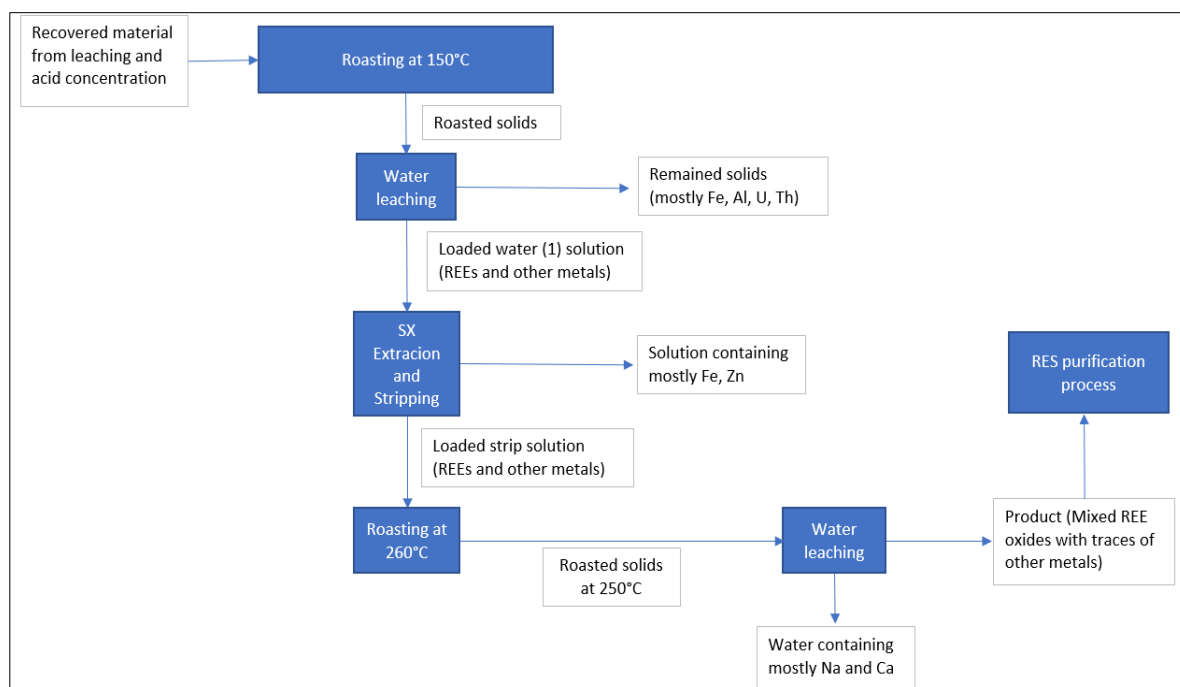 Recovered material
from leaching and
acid concentration
Roasting at 150°C
Roasted solids
Water
leaching
Remained solids
(mostly Fe, Al, U, Th)
Loaded water (1) solution
(REEs and other metals)
SX
Extracion
and
Stripping
Solution containing
mostly Fe, Zn
RES purification
process
Loaded strip solution
(REEs and other metals)
Roasting at
260°C
Roasted solids
at 250°C
Water
leaching
Product (Mixed REE
oxides with traces of
other metals)
Water containing
mostly Na and Ca